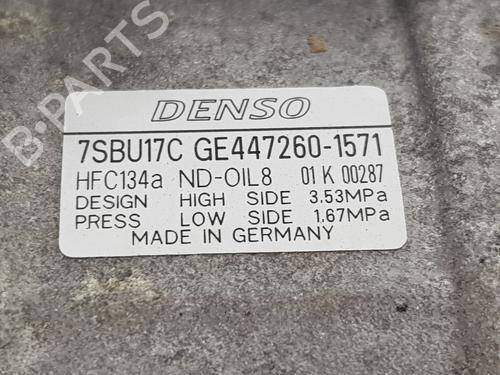 B-PARTS
DENSO
7SBU17C GE447260-1571
HFC134a ND-OIL8 01 K 00287
DESIGN HIGH SIDE 3.53MPa
PRESS LOW SIDE 1.67MPa
MADE IN GERMANY